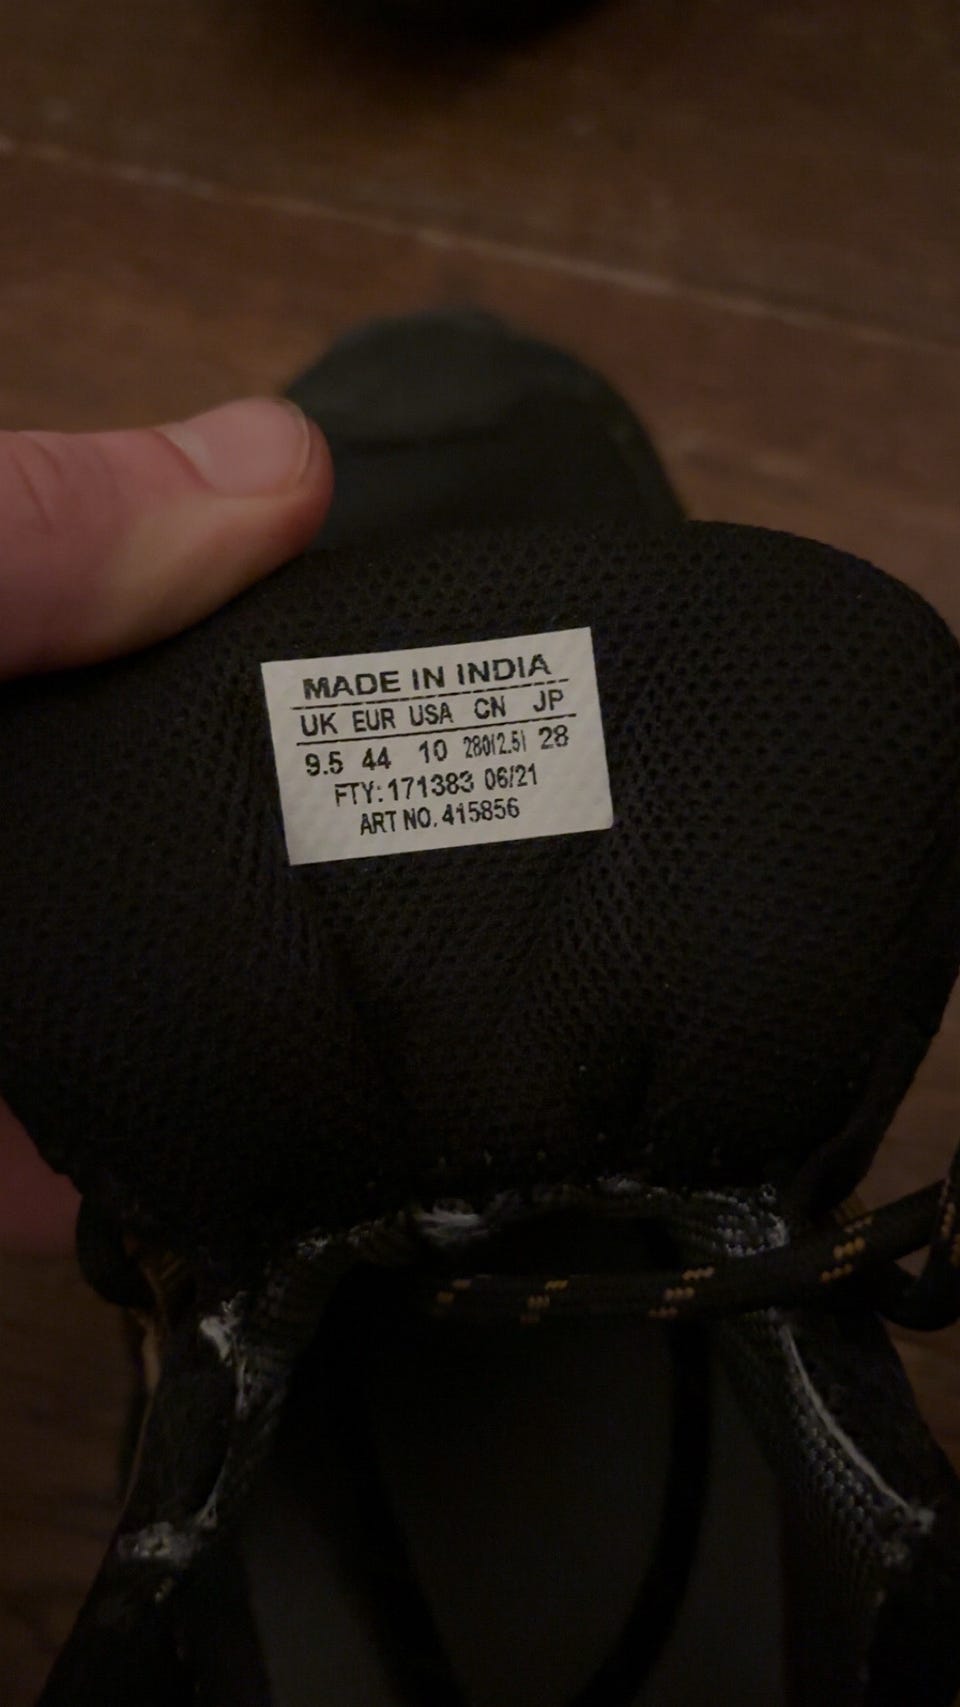 MADE IN INDIA
UK EUR USA CN JP
9.5 44 10 280(2.5) 28
FTY: 171383 06/21
ART NO. 415856